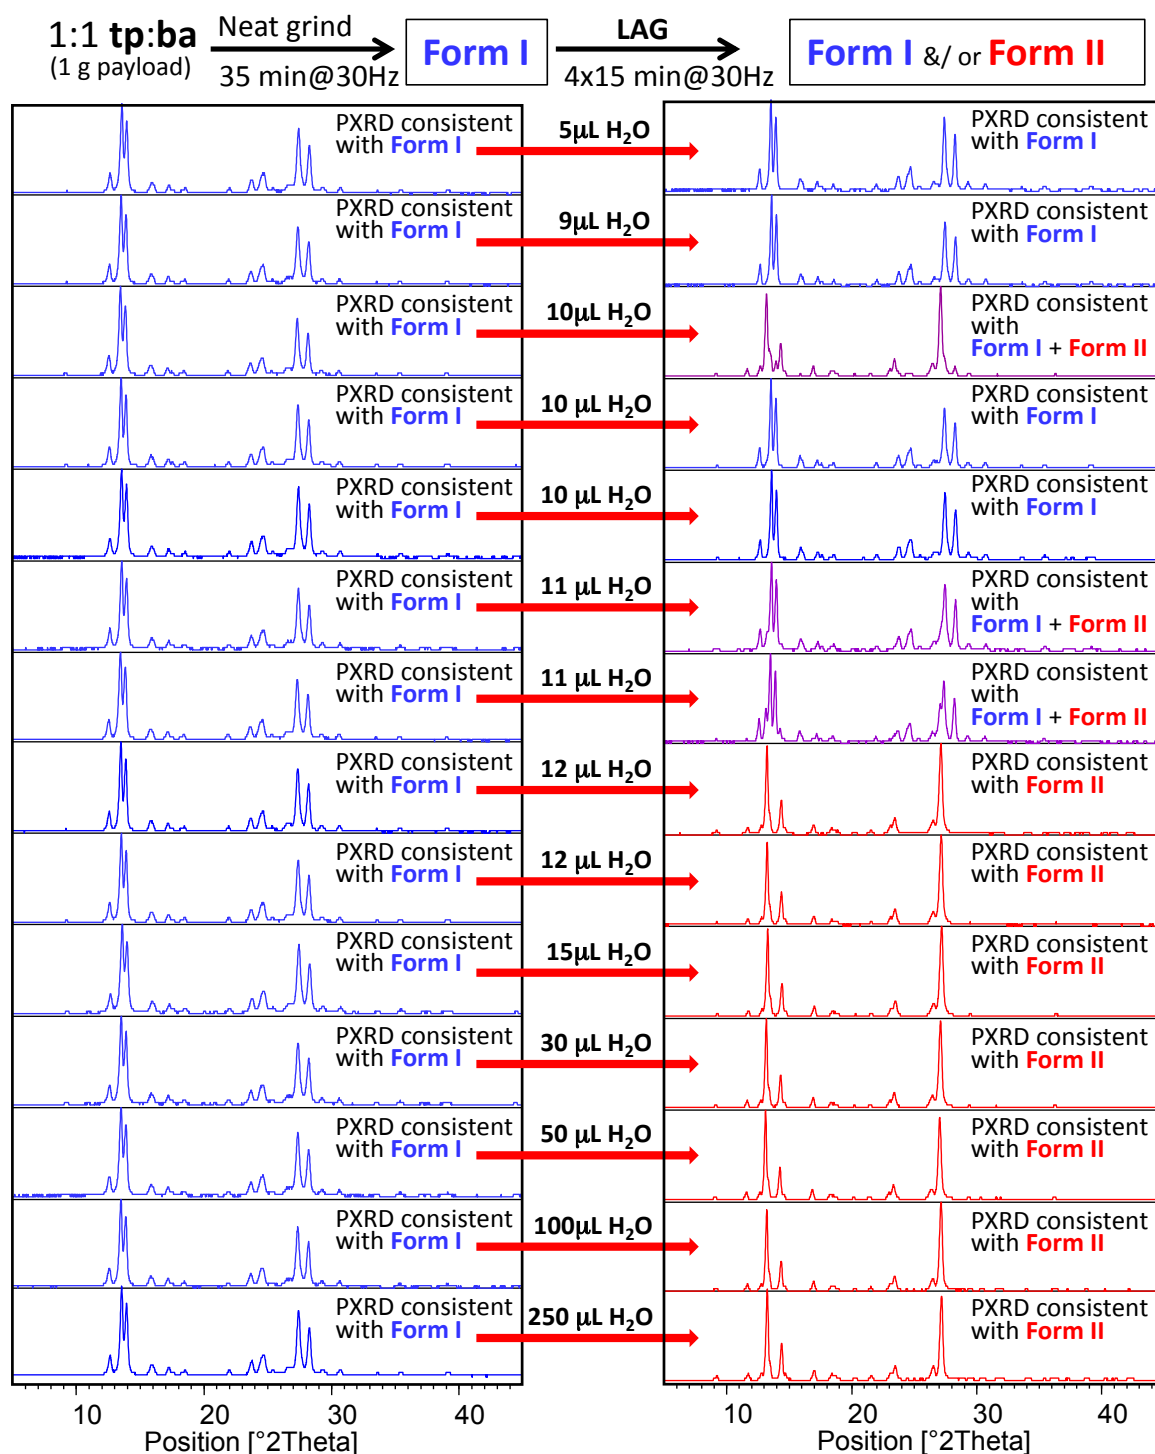 1:1 tp:ba
(1 g payload)
Neat grind
35 min@30Hz
Form I
LAG
4x15 min@30Hz
Form I &/ or Form II
PXRD consistent
with Form I
5μL H₂O
PXRD consistent
with Form I
PXRD consistent
with Form I
9μL H₂O
PXRD consistent
with Form I
PXRD consistent
with Form I
10μL H₂O
PXRD consistent
with
Form I + Form II
PXRD consistent
with Form I
10 μL H₂O
PXRD consistent
with Form I
PXRD consistent
with Form I
10 μL H₂O
PXRD consistent
with Form I
PXRD consistent
with Form I
11 μL H₂O
PXRD consistent
with
Form I + Form II
PXRD consistent
with Form I
11 μL H₂O
PXRD consistent
with
Form I + Form II
PXRD consistent
with Form I
12 μL H₂O
PXRD consistent
with Form II
PXRD consistent
with Form I
12 μL H₂O
PXRD consistent
with Form II
PXRD consistent
with Form I
15μL H₂O
PXRD consistent
with Form II
PXRD consistent
with Form I
30 μL H₂O
PXRD consistent
with Form II
PXRD consistent
with Form I
50 μL H₂O
PXRD consistent
with Form II
PXRD consistent
with Form I
100μL H₂O
PXRD consistent
with Form II
PXRD consistent
with Form I
250 μL H₂O
PXRD consistent
with Form II
10 20 30 40
Position [°2Theta]
10 20 30 40
Position [°2Theta]